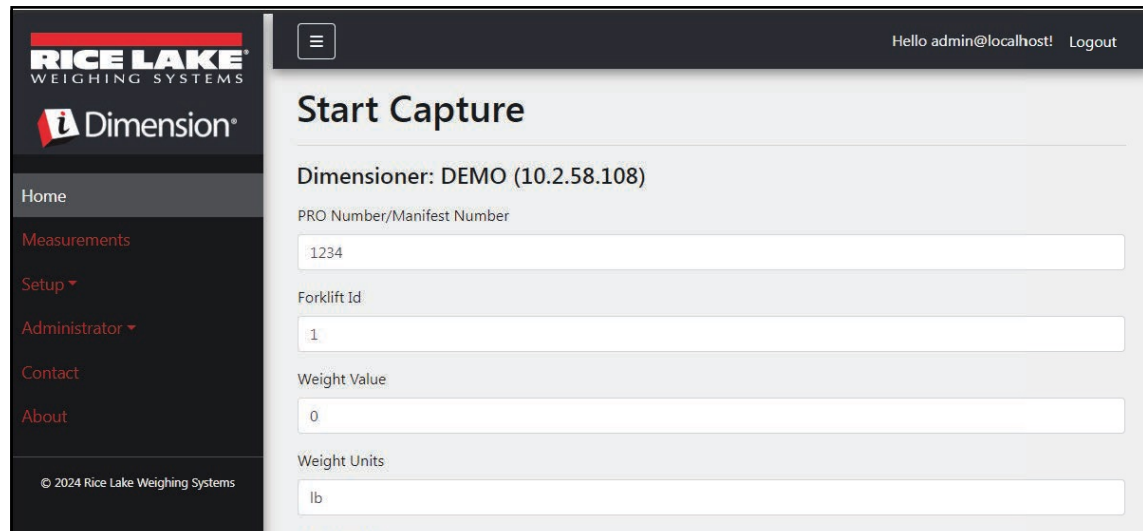 RICE LAKE®
WEIGHING SYSTEMS
i Dimension®
Home
Measurements
Setup
Administrator
Contact
About
© 2024 Rice Lake Weighing Systems
Hello admin@localhost! Logout
Start Capture
Dimensioner: DEMO (10.2.58.108)
PRO Number/Manifest Number
1234
Forklift Id
1
Weight Value
0
Weight Units
lb